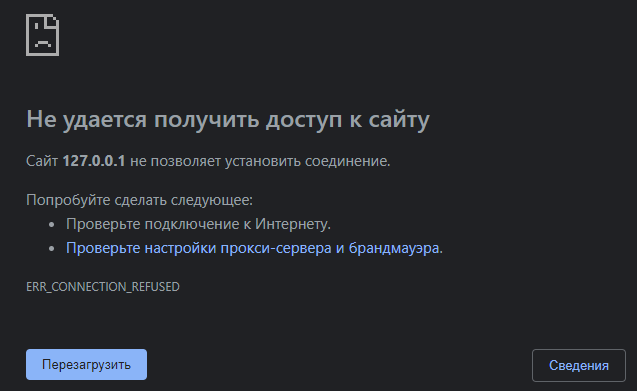 Не удается получить доступ к сайту
Сайт 127.0.0.1 не позволяет установить соединение.
Попробуйте сделать следующее:
• Проверьте подключение к Интернету.
• Проверьте настройки прокси-сервера и брандмауэра.
ERR_CONNECTION_REFUSED
Перезагрузить
Сведения